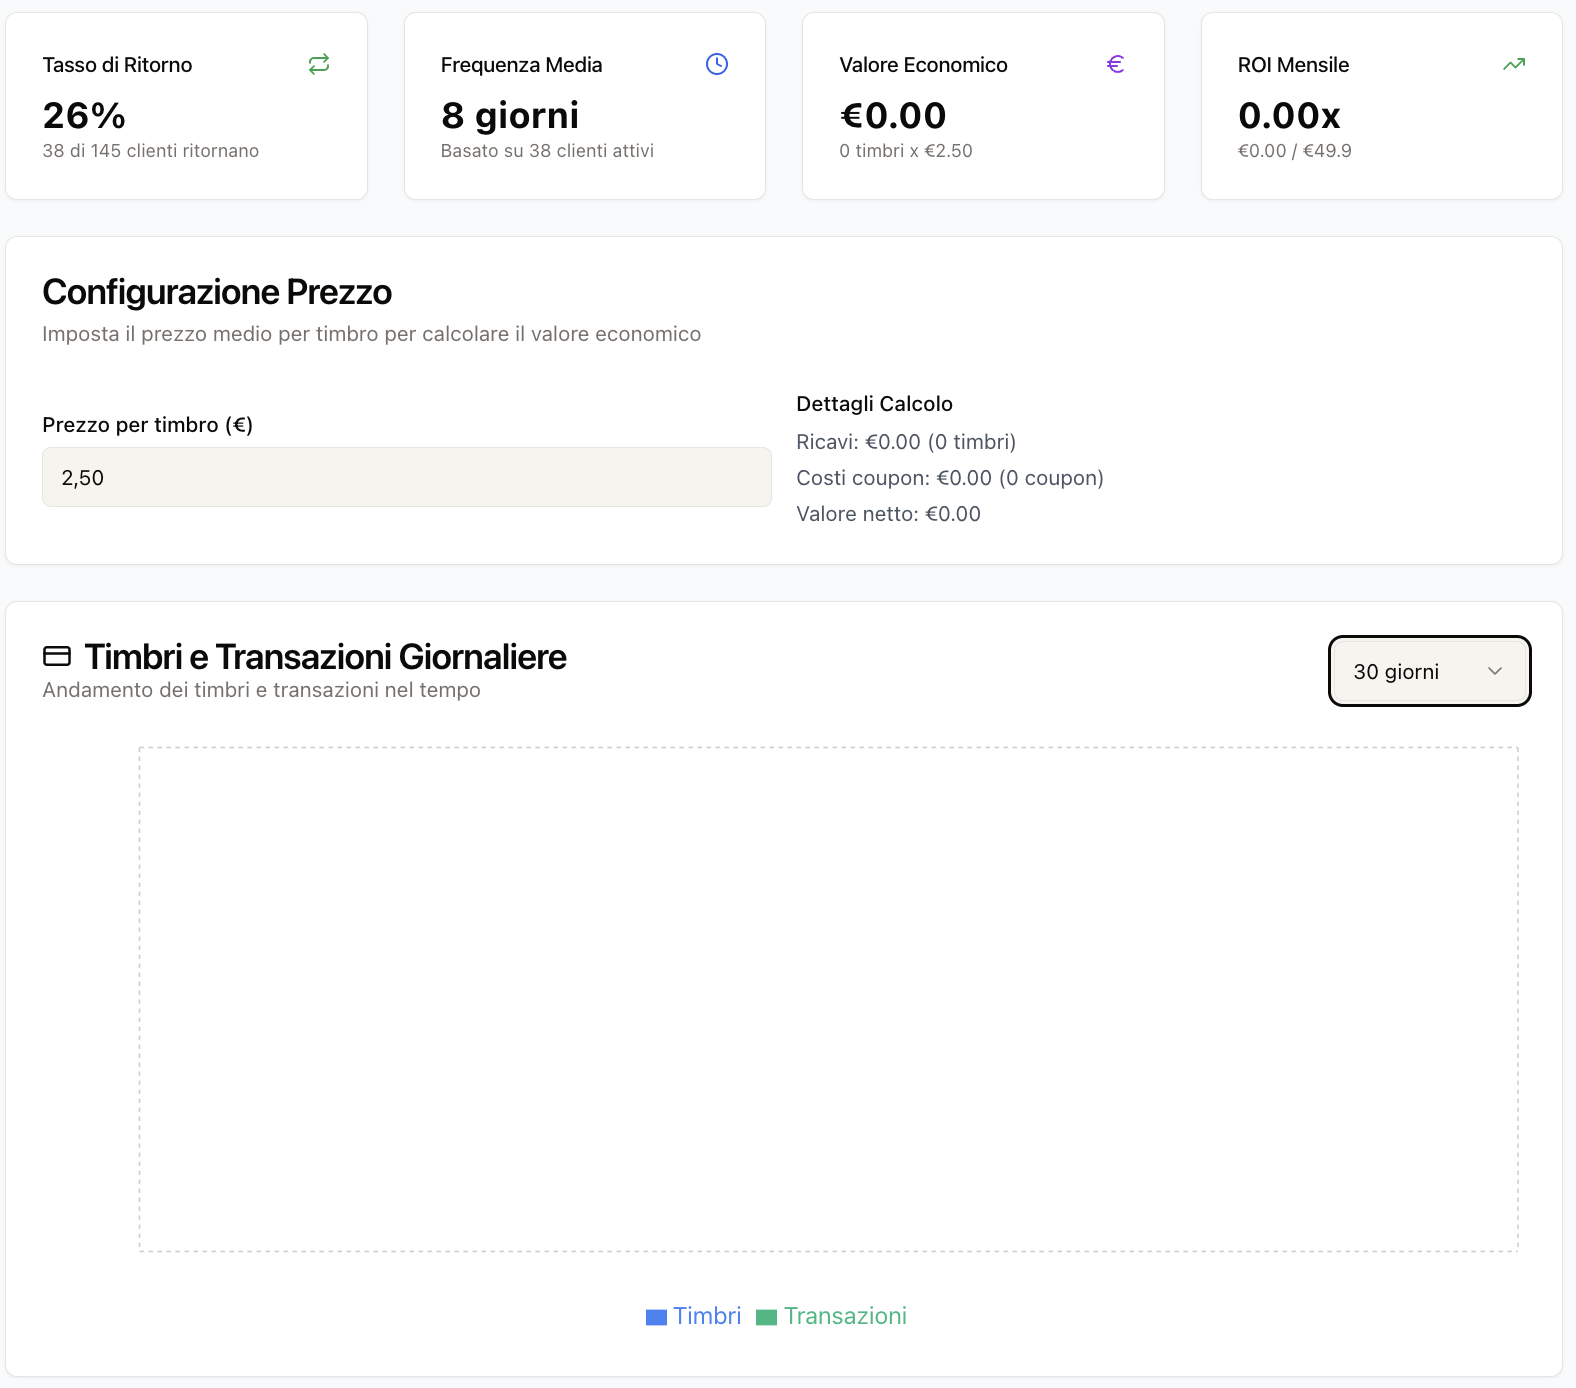 Tasso di Ritorno
26%
38 di 145 clienti ritornano
Frequenza Media
8 giorni
Basato su 38 clienti attivi
Valore Economico
€0.00
0 timbri x €2.50
ROI Mensile
0.00x
€0.00 / €49.9
Configurazione Prezzo
Imposta il prezzo medio per timbro per calcolare il valore economico
Prezzo per timbro (€)
2,50
Dettagli Calcolo
Ricavi: €0.00 (0 timbri)
Costi coupon: €0.00 (0 coupon)
Valore netto: €0.00
Timbri e Transazioni Giornaliere
Andamento dei timbri e transazioni nel tempo
30 giorni
Timbri Transazioni